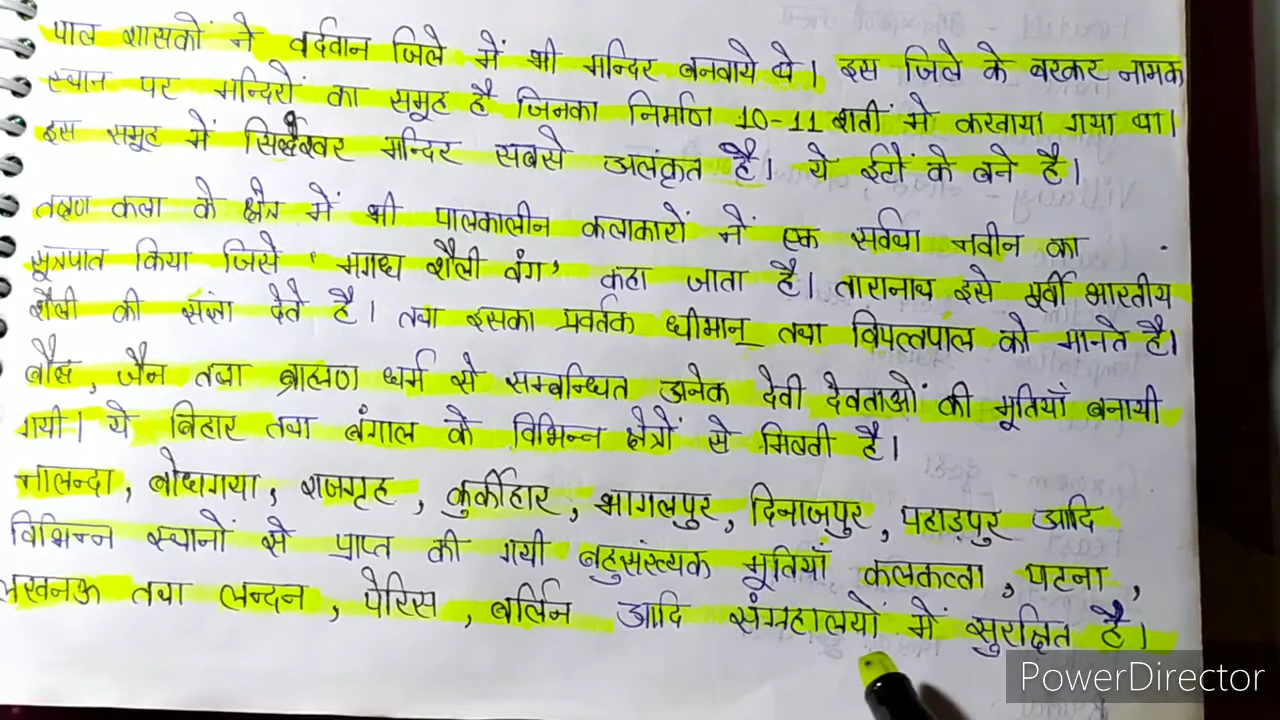 पाल शासकों ने वर्दवान जिले में भी मन्दिर बनवाये थे। इस जिले के बरकर नामक
स्थान पर मन्दिरों का समूह है जिनका निर्माण 10-11 शती में करवाया गया था।
इस समूह में सिद्धेश्वर मन्दिर सबसे अलंकृत है। ये ईटों के बने है।
तक्षण कला के क्षेत्र में भी पालकालीन कलाकारों नें एक सर्वथा नवीन का
सूत्रपात किया जिसे 'मगध शैली वंग' कहा जाता है। तारानाथ इसे पूर्वी भारतीय
शैली की संज्ञा देते है। तथा इसका प्रवर्तक धीमान् तथा विपत्तपाल को मानते है।
बौद्ध, जैन तथा ब्राह्मण धर्म से सम्बन्धित अनेक देवी देवताओं की मूतियाँ बनायी
गयी। ये बिहार तथा बंगाल के विभिन्न क्षेत्रों से मिलती है।
नालन्दा, बोधगया, राजगृह, कुर्कीहार, भागलपुर, दिनाजपुर, पहाड़पुर आदि
विभिन्न स्थानों से प्राप्त की गयी बहुसंख्यक मूतियाँ कलकत्ता, पटना,
लखनऊ तथा लन्दन, पेरिस, बर्लिन आदि संग्रहालयों में सुरक्षित है।
PowerDirector